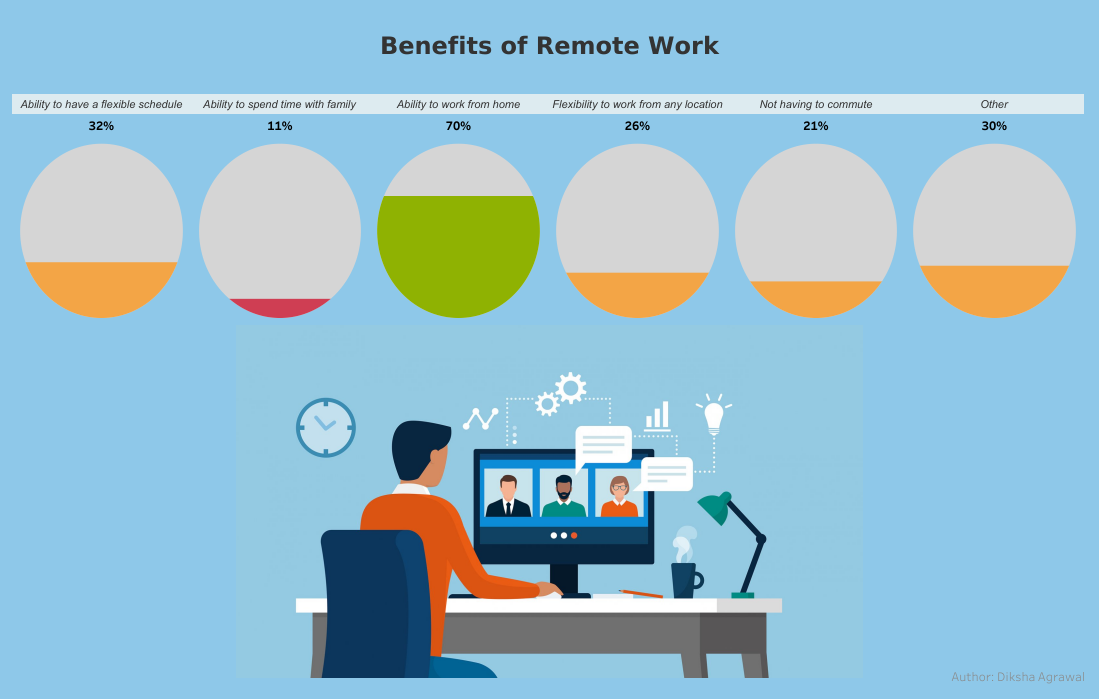 Benefits of Remote Work
Ability to have a flexible schedule
Ability to spend time with family
Ability to work from home
Flexibility to work from any location
Not having to commute
Other
32%
11%
70%
26%
21%
30%
Author: Diksha Agrawal